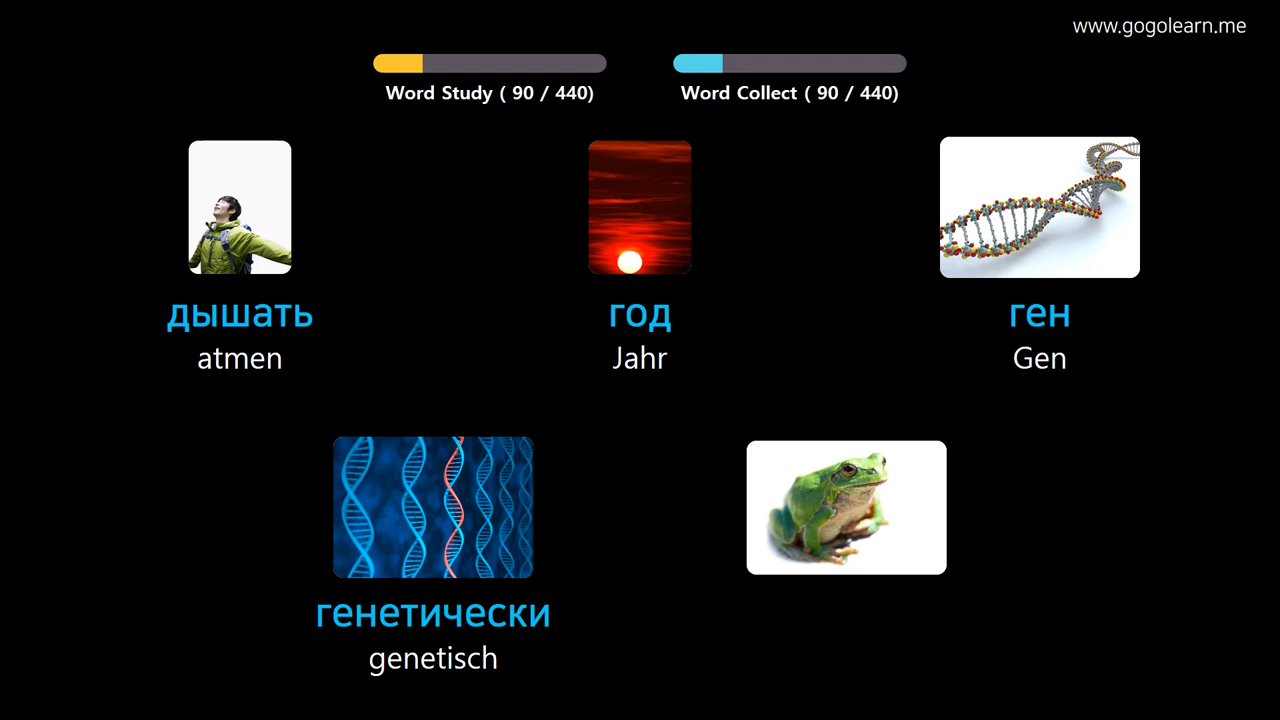 www.gogolearn.me
Word Study ( 90 / 440)
Word Collect ( 90 / 440)
дышать
atmen
год
Jahr
ген
Gen
генетически
genetisch